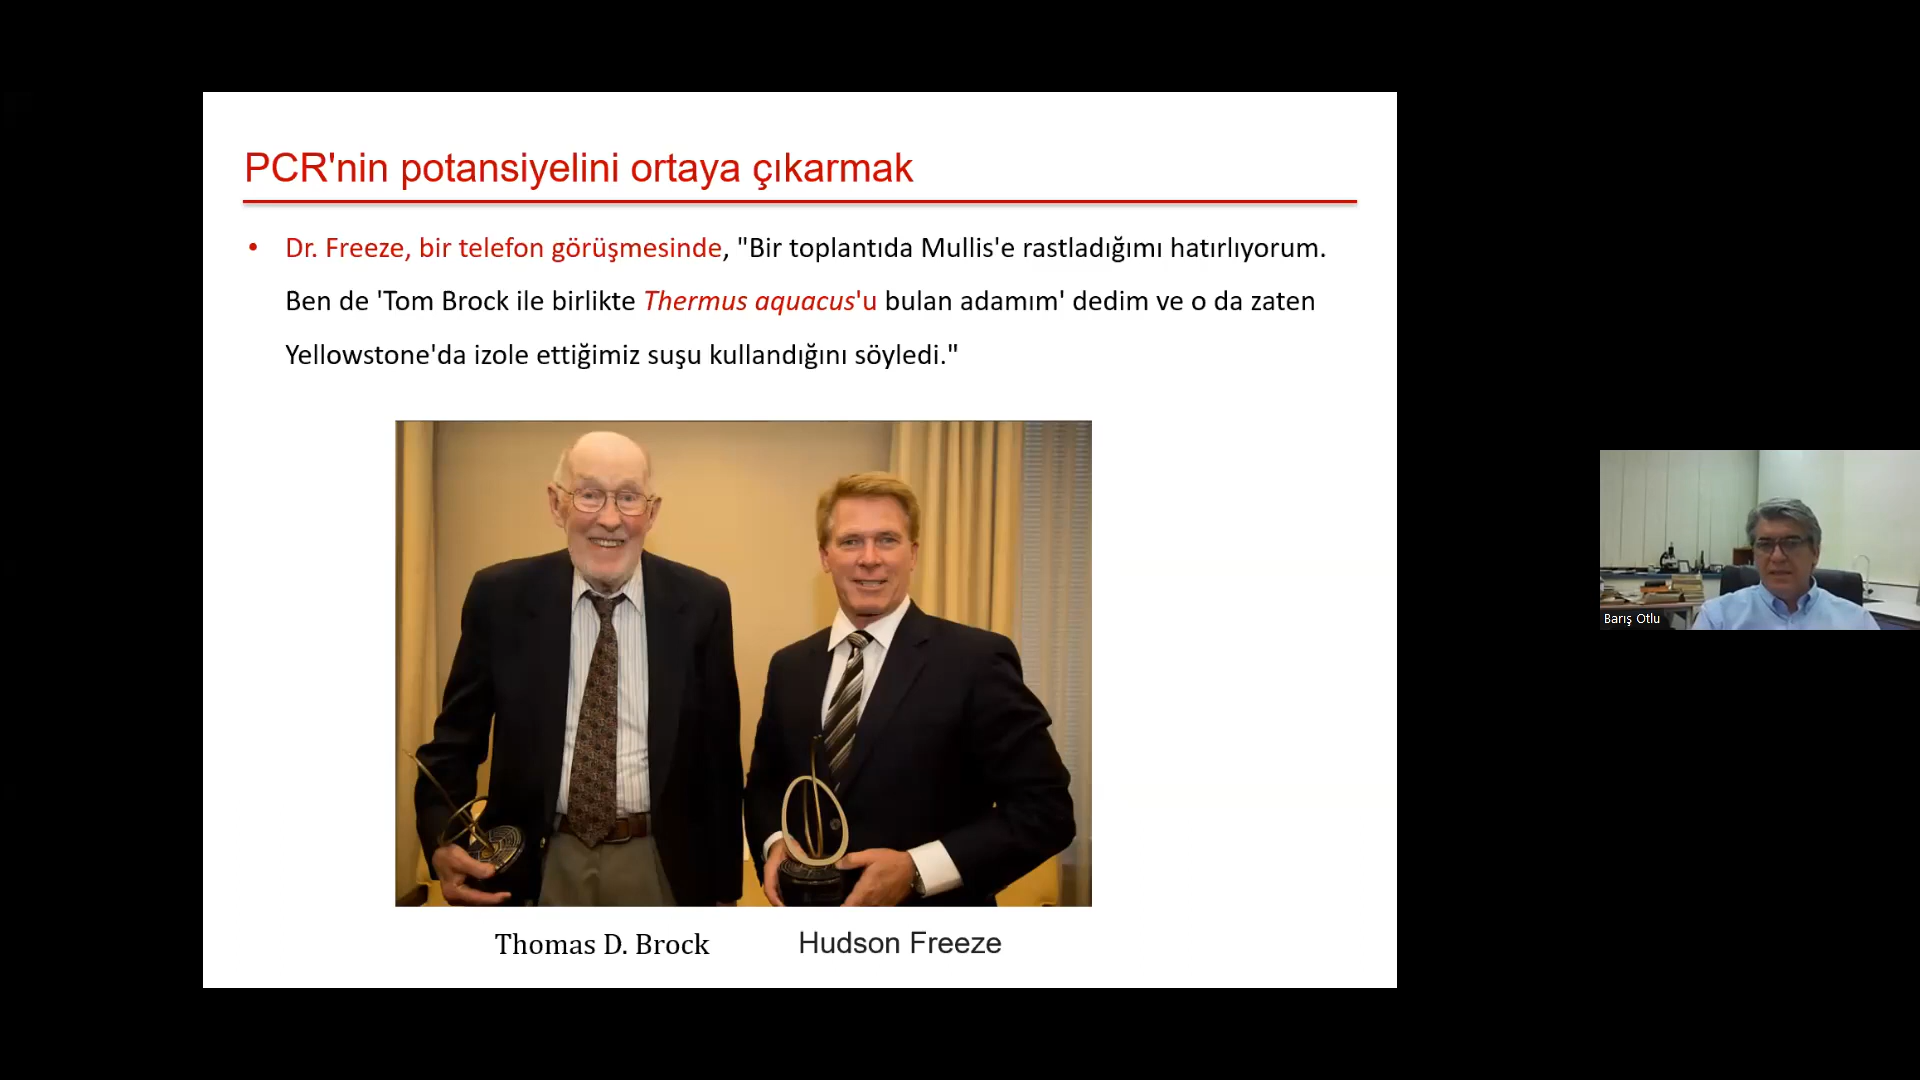 PCR'nin potansiyelini ortaya çıkarmak
• Dr. Freeze, bir telefon görüşmesinde, "Bir toplantıda Mullis'e rastladığımı hatırlıyorum.
Ben de 'Tom Brock ile birlikte Thermus aquacus'u bulan adamım' dedim ve o da zaten
Yellowstone'da izole ettiğimiz suşu kullandığını söyledi."
Thomas D. Brock
Hudson Freeze
Barış Otlu